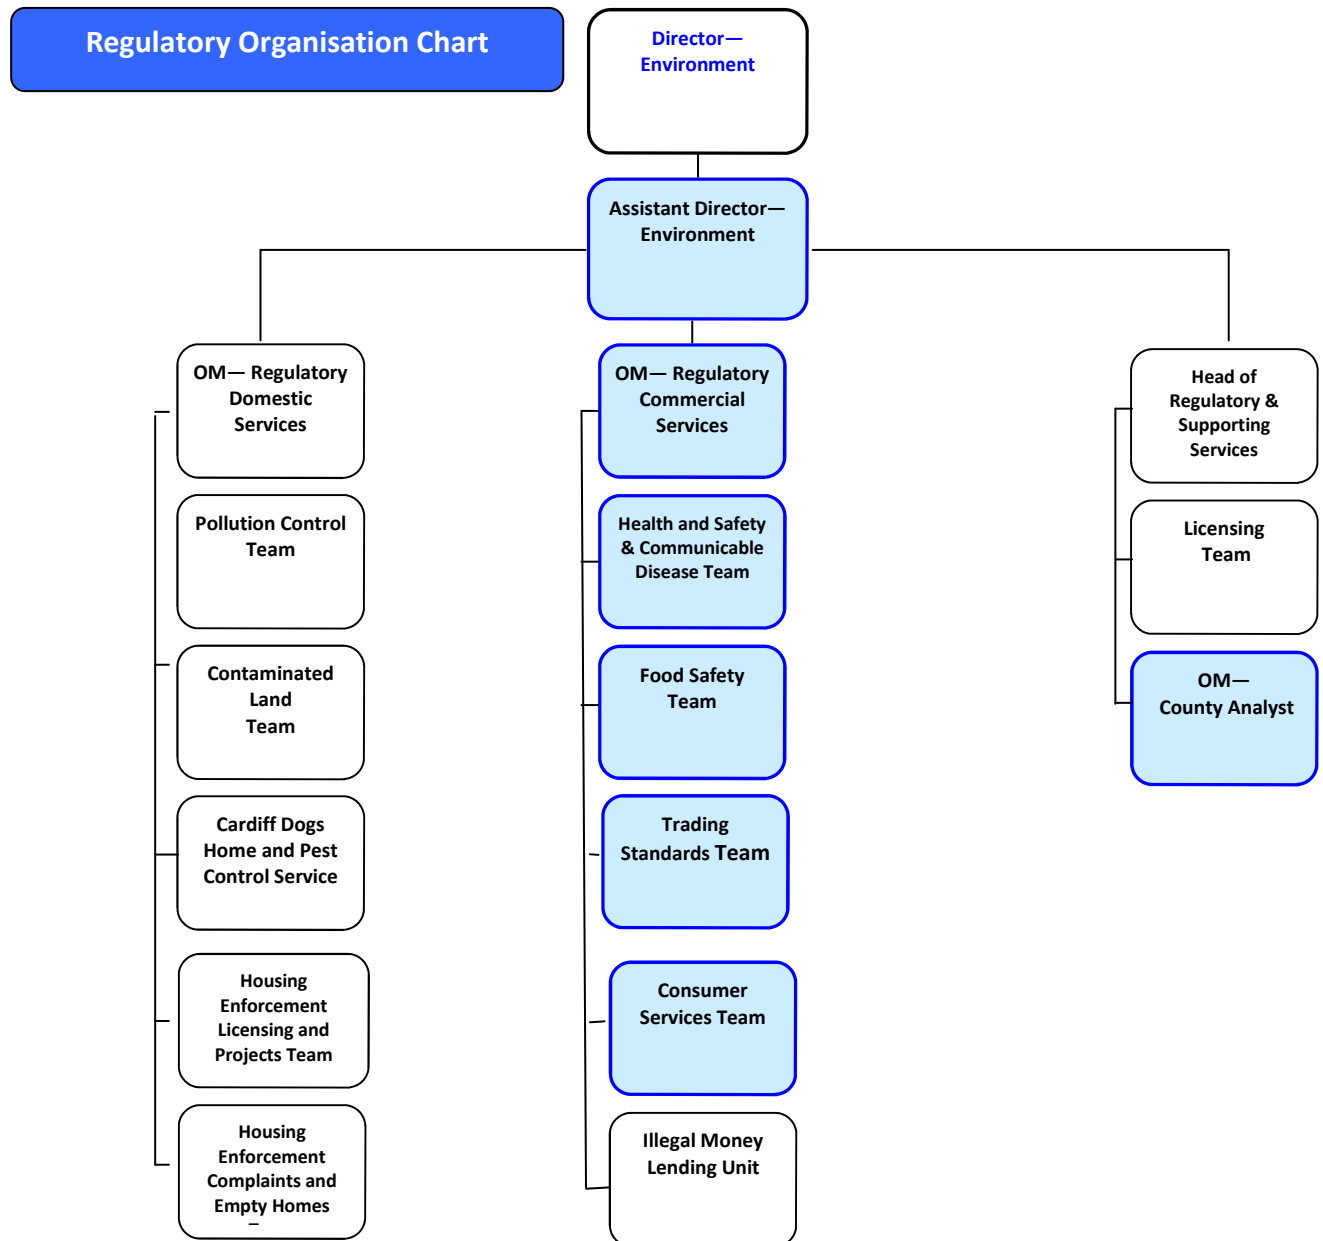 Regulatory Organisation Chart
Director—
Environment
Assistant Director—
Environment
OM— Regulatory
Domestic
Services
Pollution Control
Team
Contaminated
Land
Team
Cardiff Dogs
Home and Pest
Control Service
Housing
Enforcement
Licensing and
Projects Team
Housing
Enforcement
Complaints and
Empty Homes
OM— Regulatory
Commercial
Services
Health and Safety
& Communicable
Disease Team
Food Safety
Team
Trading
Standards Team
Consumer
Services Team
Illegal Money
Lending Unit
Head of
Regulatory &
Supporting
Services
Licensing
Team
OM—
County Analyst